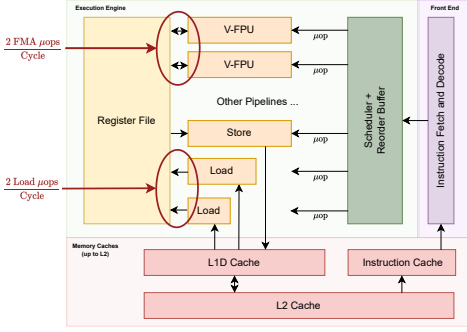 Execution Engine
Front End
2 FMA μops
Cycle
V-FPU
μop
V-FPU
μop
Other Pipelines ...
Register File
Store
μop
Scheduler +
Reorder Buffer
Instruction Fetch and Decode
2 Load μops
Cycle
Load
μop
Load
μop
Memory Caches
(up to L2)
L1D Cache
Instruction Cache
L2 Cache